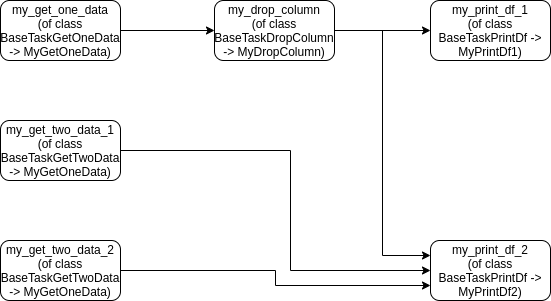 my_get_one_data
(of class
BaseTaskGetOneData
-> MyGetOneData)
my_drop_column
(of class
BaseTaskDropColumn
-> MyDropColumn)
my_print_df_1
(of class
BaseTaskPrintDf ->
MyPrintDf1)
my_get_two_data_1
(of class
BaseTaskGetTwoData
-> MyGetOneData)
my_get_two_data_2
(of class
BaseTaskGetTwoData
-> MyGetOneData)
my_print_df_2
(of class
BaseTaskPrintDf ->
MyPrintDf2)